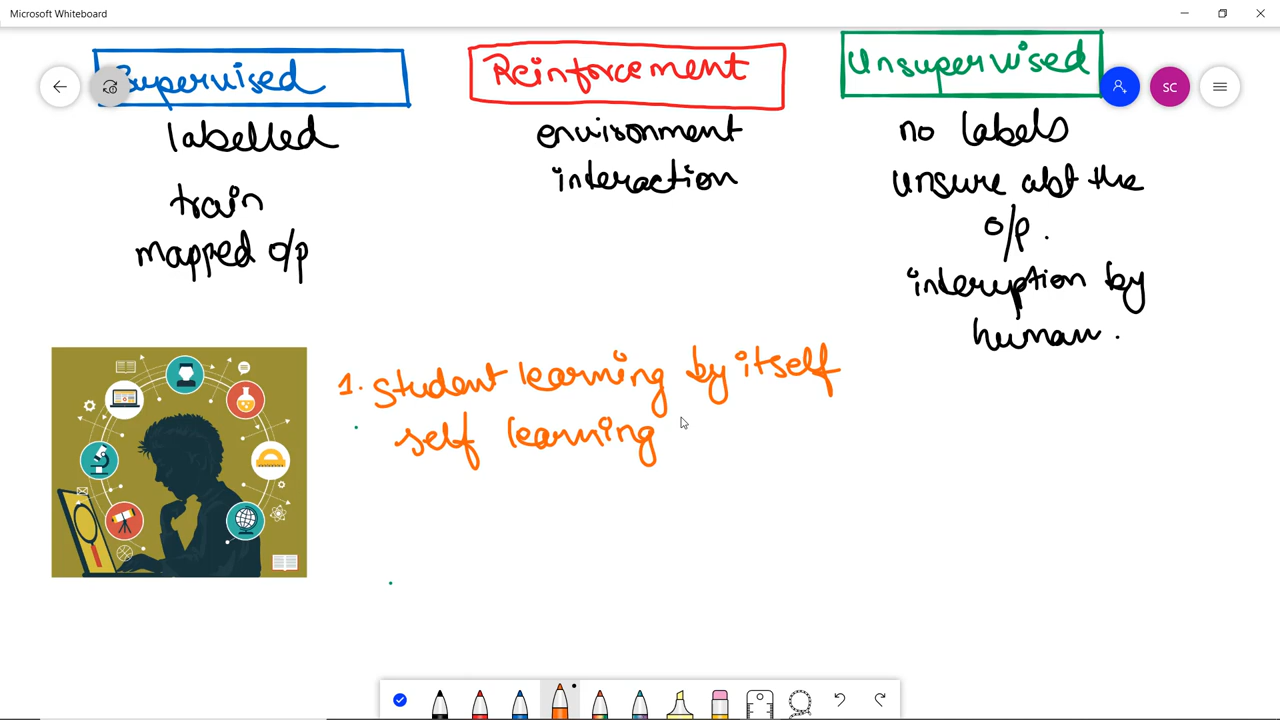 Microsoft Whiteboard
Supervised
labelled
train
mapped o/p
Reinforcement
environment
interaction
Unsupervised
no labels
unsure abt the
o/p.
interuption by
human.
SC
1. Student learning by itself
self learning